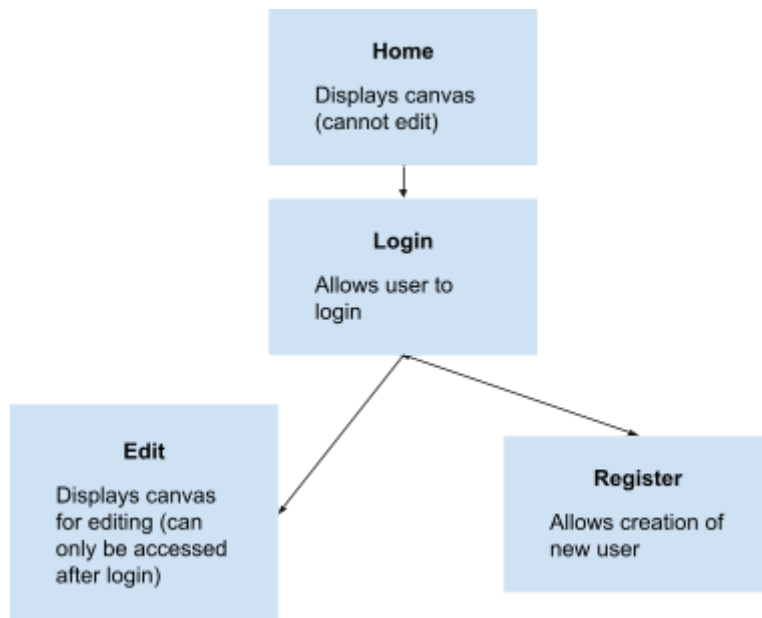 Home
Displays canvas
(cannot edit)
Login
Allows user to
login
Edit
Displays canvas
for editing (can
only be accessed
after login)
Register
Allows creation of
new user